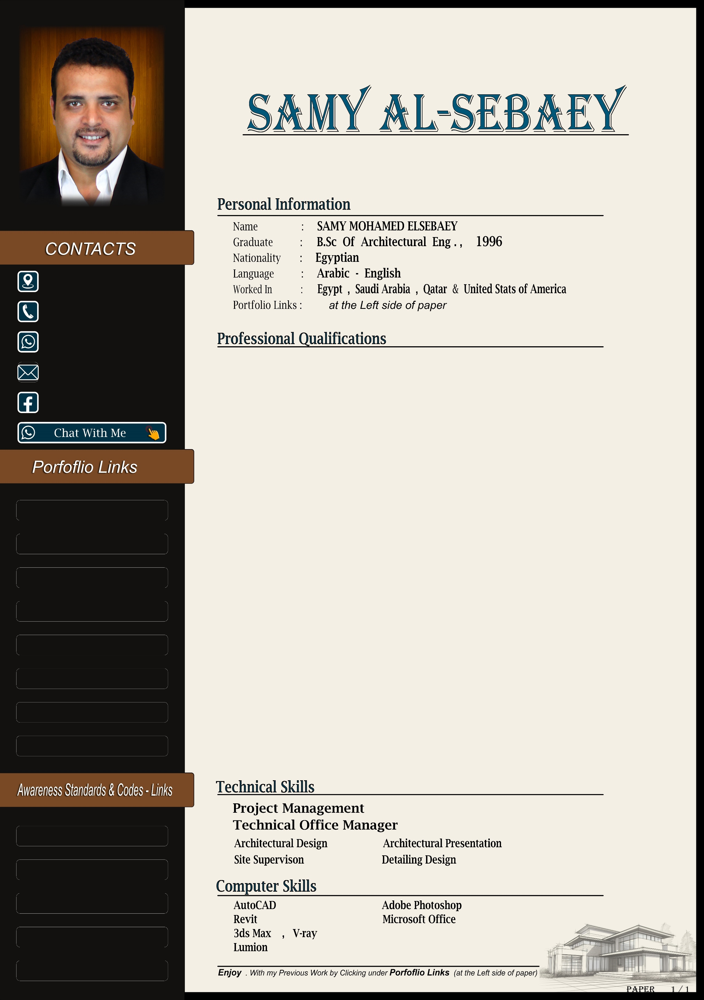 SAMY AL-SEBAEY
CONTACTS
Chat With Me
Porfoflio Links
Awareness Standards & Codes - Links
Personal Information
Name : SAMY MOHAMED ELSEBAEY
Graduate : B.Sc Of Architectural Eng . , 1996
Nationality : Egyptian
Language : Arabic - English
Worked In : Egypt , Saudi Arabia , Qatar & United Stats of America
Portfolio Links : at the Left side of paper
Professional Qualifications
Technical Skills
Project Management
Technical Office Manager
Architectural Design Architectural Presentation
Site Supervison Detailing Design
Computer Skills
AutoCAD Adobe Photoshop
Revit Microsoft Office
3ds Max , V-ray
Lumion
Enjoy . With my Previous Work by Clicking under Porfoflio Links (at the Left side of paper)
PAPER 1 / 1